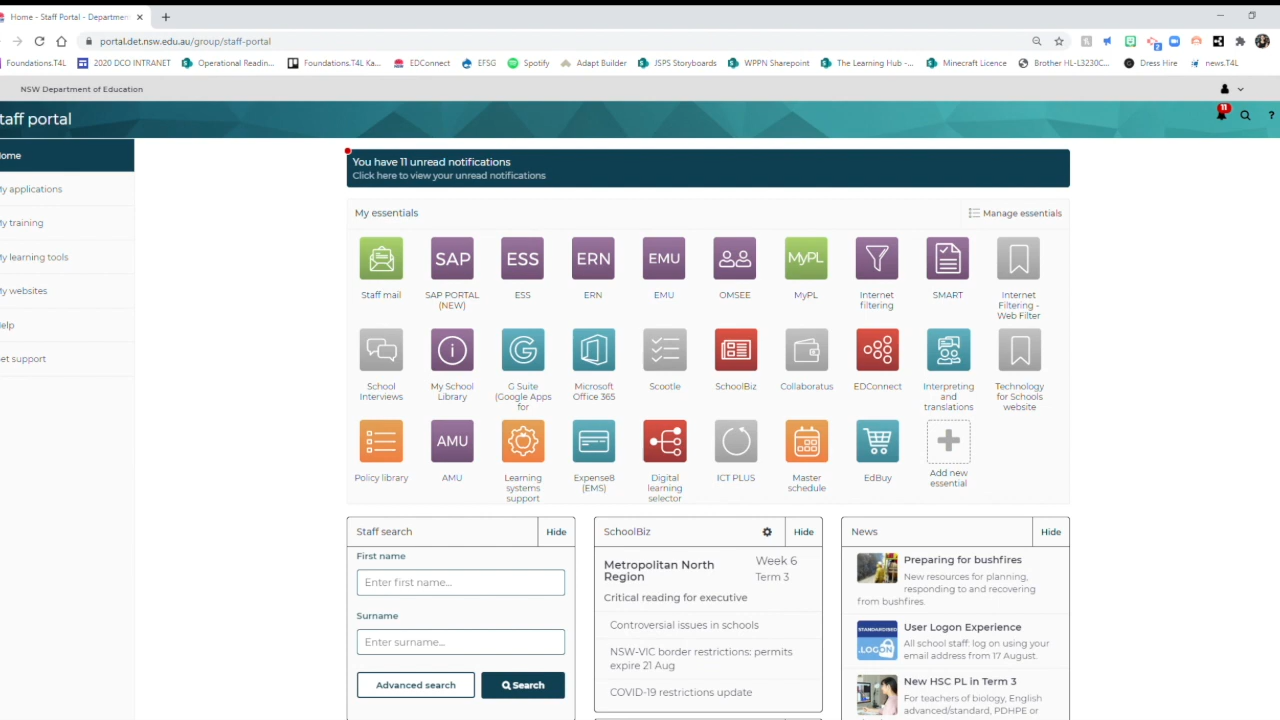 Home - Staff Portal - Departmen
portal.det.nsw.edu.au/group/staff-portal
Foundations.T4L
2020 DCO INTRANET
Operational Readin...
Foundations.T4L Ka...
EDConnect
EFSG
Spotify
Adapt Builder
JSPS Storyboards
WPPN Sharepoint
The Learning Hub -...
Minecraft Licence
Brother HL-L3230C...
Dress Hire
news.T4L
NSW Department of Education
taff portal
11
ome
My applications
My training
My learning tools
My websites
elp
et support
You have 11 unread notifications
Click here to view your unread notifications
My essentials
Manage essentials
SAP
ESS
ERN
EMU
MyPL
Staff mail
SAP PORTAL
(NEW)
ESS
ERN
EMU
OMSEE
MyPL
Internet
filtering
SMART
Internet
Filtering -
Web Filter
School
Interviews
My School
Library
G Suite
(Google Apps
for
Microsoft
Office 365
Scootle
SchoolBiz
Collaboratus
EDConnect
Interpreting
and
translations
Technology
for Schools
website
AMU
Policy library
AMU
Learning
systems
support
Expense8
(EMS)
Digital
learning
selector
ICT PLUS
Master
schedule
EdBuy
Add new
essential
Staff search
Hide
First name
Enter first name...
Surname
Enter surname...
Advanced search
Search
SchoolBiz
Hide
Metropolitan North
Region
Week 6
Term 3
Critical reading for executive
Controversial issues in schools
NSW-VIC border restrictions: permits
expire 21 Aug
COVID-19 restrictions update
News
Hide
Preparing for bushfires
New resources for planning,
responding to and recovering
from bushfires.
User Logon Experience
All school staff: log on using your
email address from 17 August.
New HSC PL in Term 3
For teachers of biology, English
advanced/standard, PDHPE or